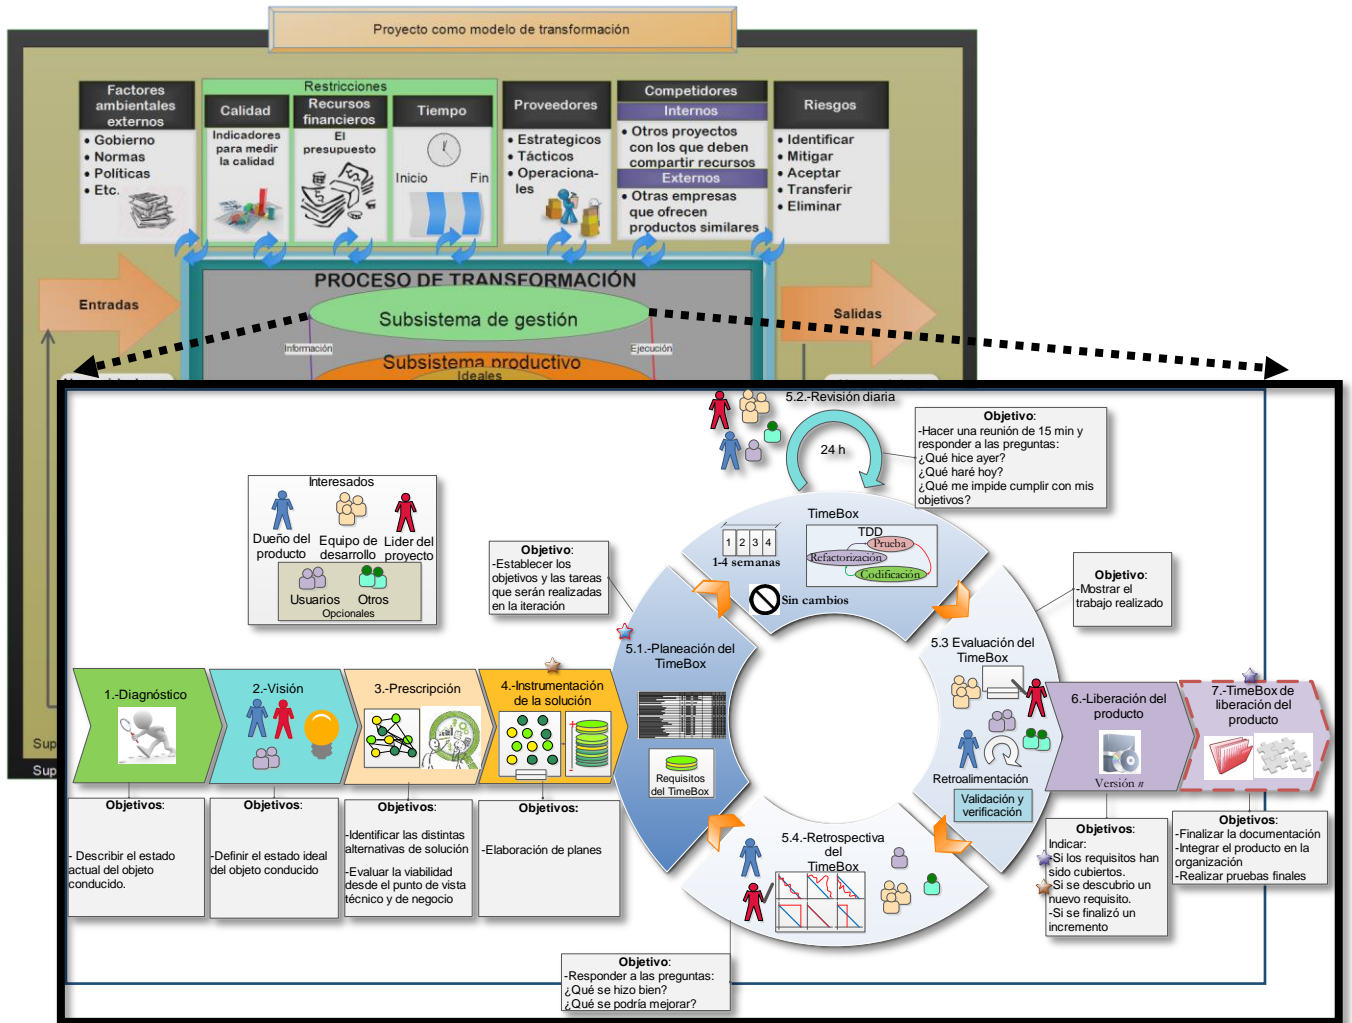 Proyecto como modelo de transformación
Factores
ambientales
externos
• Gobierno
• Normas
• Políticas
• Etc.
Restricciones
Calidad
Indicadores
para medir
la calidad
Recursos
financieros
El
presupuesto
Tiempo
Inicio Fin
Proveedores
• Estrategicos
• Tácticos
• Operaciona-
les
Competidores
Internos
• Otros proyectos
con los que deben
compartir recursos
Externos
• Otras empresas
que ofrecen
productos similares
Riesgos
• Identificar
• Mitigar
• Aceptar
• Transferir
• Eliminar
Entradas
PROCESO DE TRANSFORMACIÓN
Subsistema de gestión
Información
Ejecución
Subsistema productivo
Ideales
Salidas
Sup
Sup
5.2.-Revisión diaria
24 h
Objetivo:
-Hacer una reunión de 15 min y
responder a las preguntas:
¿Qué hice ayer?
¿Qué haré hoy?
¿Qué me impide cumplir con mis
objetivos?
Interesados
Dueño del
producto
Equipo de
desarrollo
Lider del
proyecto
Usuarios
Otros
Opcionales
Objetivo:
-Establecer los
objetivos y las tareas
que serán realizadas
en la iteración
TimeBox
1 2 3 4
1-4 semanas
TDD
Prueba
Refactorización
Codificación
Sin cambios
Objetivo:
-Mostrar el
trabajo realizado
1.-Diagnóstico
2.-Visión
3.-Prescripción
4.-Instrumentación
de la solución
5.1.-Planeación del
TimeBox
Requisitos
del TimeBox
5.3 Evaluación del
TimeBox
Retroalimentación
Validación y
verificación
6.-Liberación del
producto
Versión n
7.-TimeBox de
liberación del
producto
Objetivos:
- Describir el estado
actual del objeto
conducido.
Objetivos:
-Definir el estado ideal
del objeto conducido
Objetivos:
-Identificar las distintas
alternativas de solución
-Evaluar la viabilidad
desde el punto de vista
técnico y de negocio
Objetivos:
-Elaboración de planes
5.4.-Retrospectiva
del
TimeBox
Objetivos:
Indicar:
-Si los requisitos han
sido cubiertos.
-Si se descubrio un
nuevo requisito.
-Si se finalizó un
incremento
Objetivos:
-Finalizar la documentación
-Integrar el producto en la
organización
-Realizar pruebas finales
Objetivo:
-Responder a las preguntas:
¿Qué se hizo bien?
¿Qué se podría mejorar?